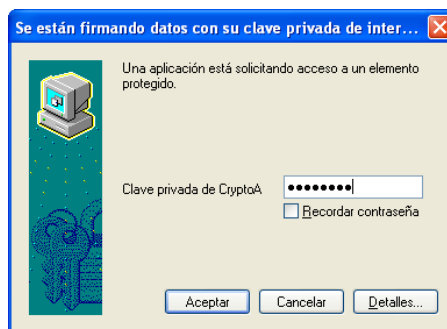 Se están firmando datos con su clave privada de inter...
Una aplicación está solicitando acceso a un elemento
protegido.
Clave privada de CryptoA
●●●●●●●●
Recordar contraseña
Aceptar
Cancelar
Detalles...